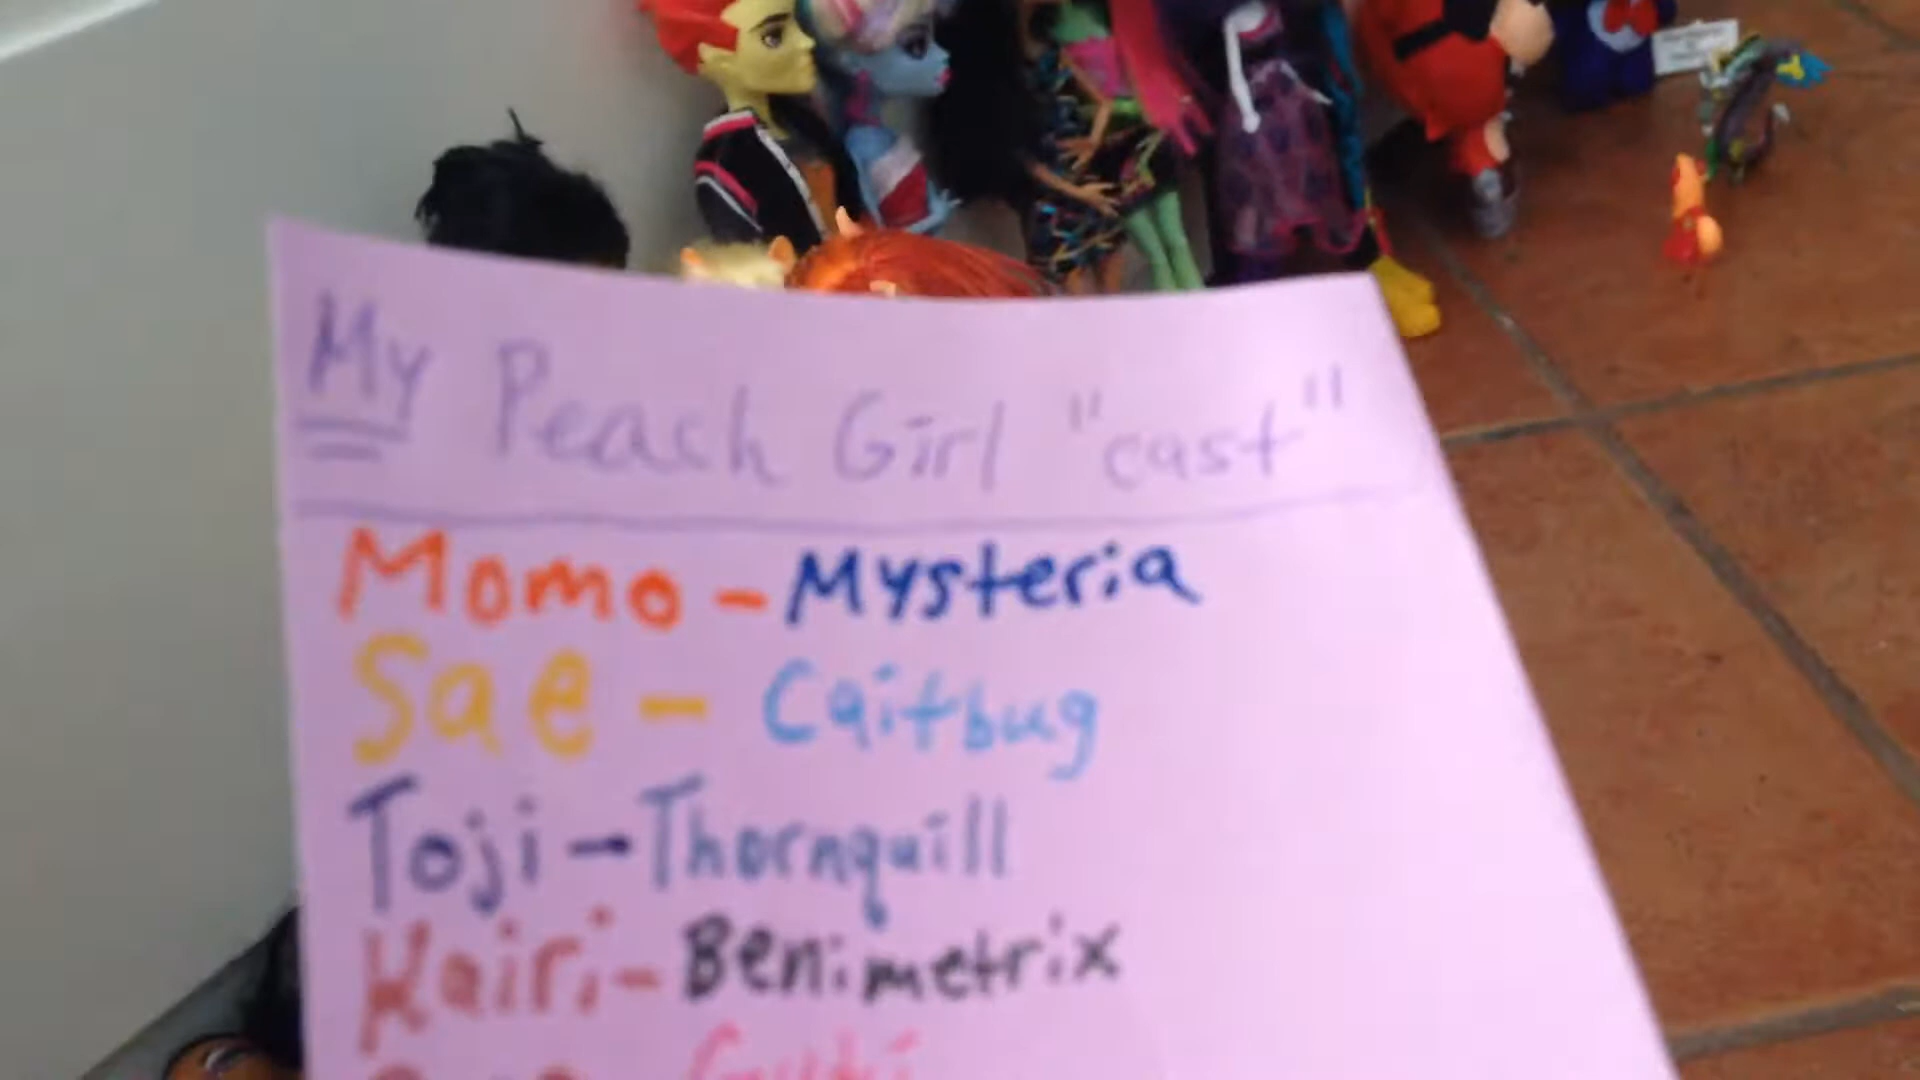 My Peach Girl "cast"
Momo - Mysteria
Sae - Caitbug
Toji - Thornquill
Kairi - Benimetrix